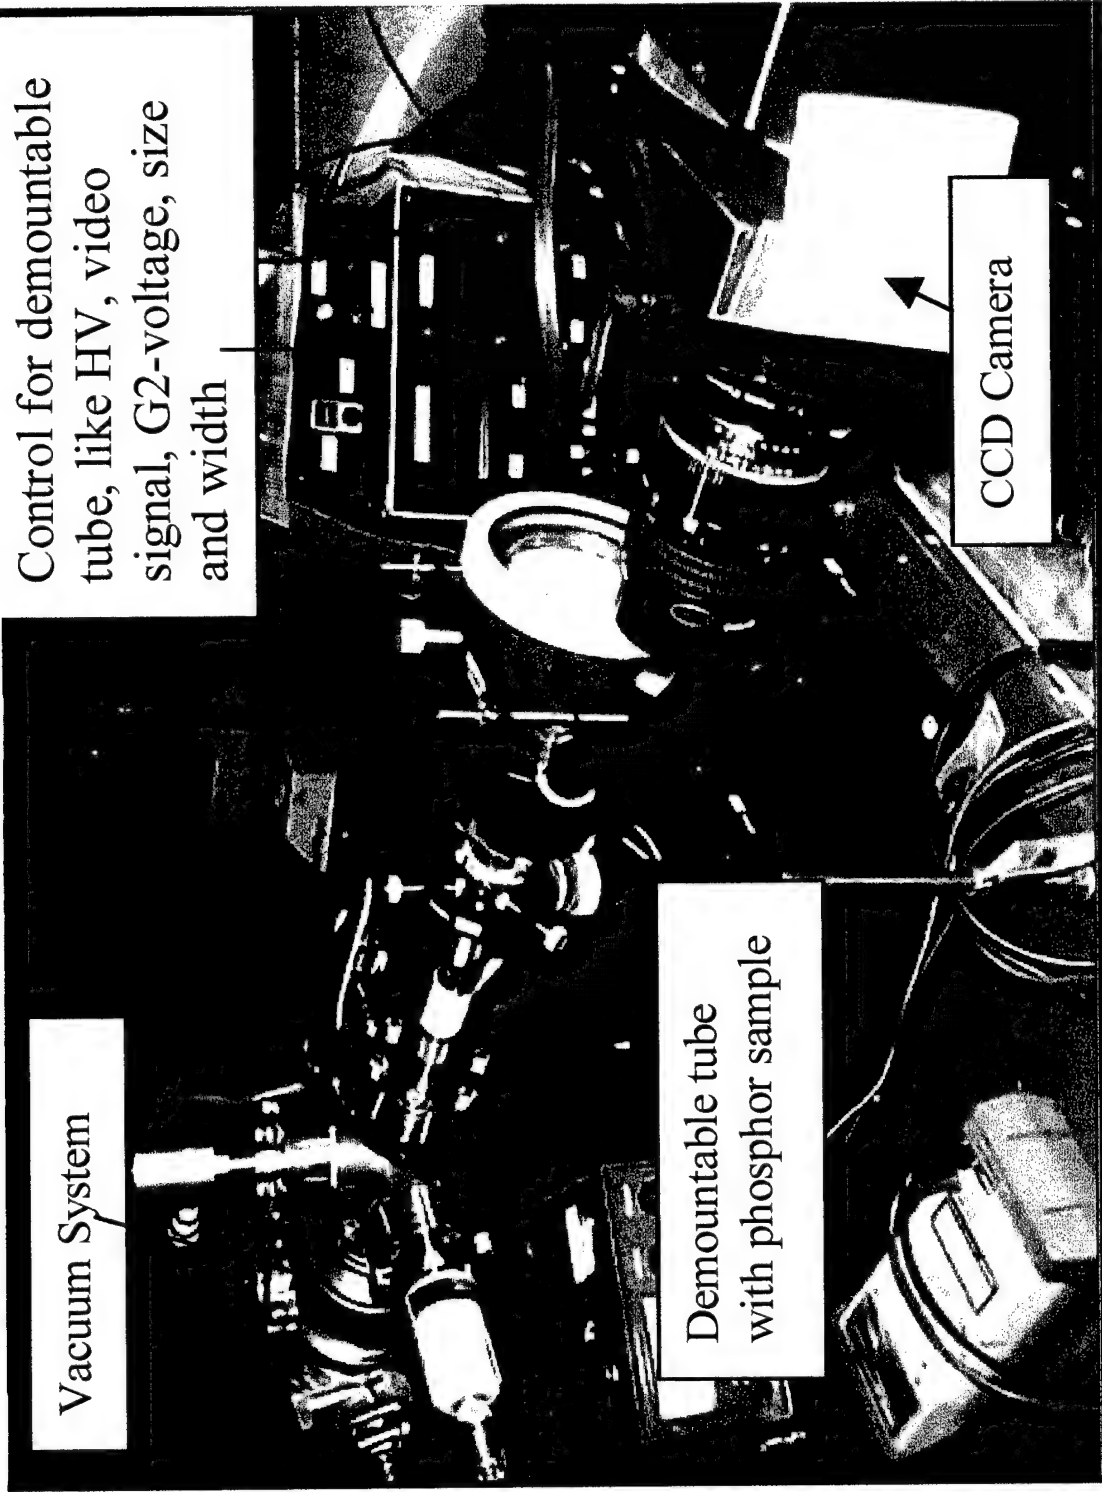 Vacuum System
Control for demountable
tube, like HV, video
signal, G2-voltage, size
and width
Demountable tube
with phosphor sample
CCD Camera